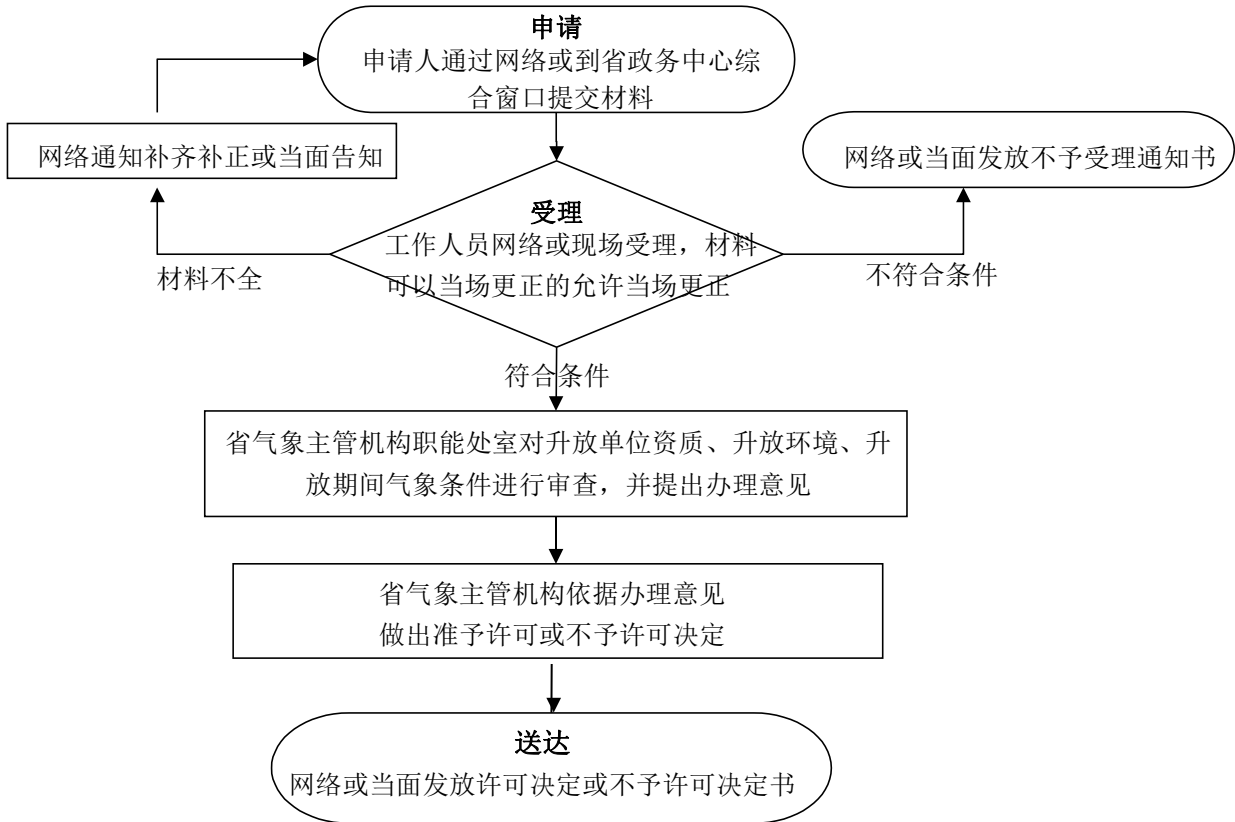 申请
申请人通过网络或到省政务中心综
合窗口提交材料
网络通知补齐补正或当面告知
网络或当面发放不予受理通知书
受理
工作人员网络或现场受理，材料
可以当场更正的允许当场更正
材料不全
不符合条件
符合条件
省气象主管机构职能处室对升放单位资质、升放环境、升
放期间气象条件进行审查，并提出办理意见
省气象主管机构依据办理意见
做出准予许可或不予许可决定
送达
网络或当面发放许可决定或不予许可决定书